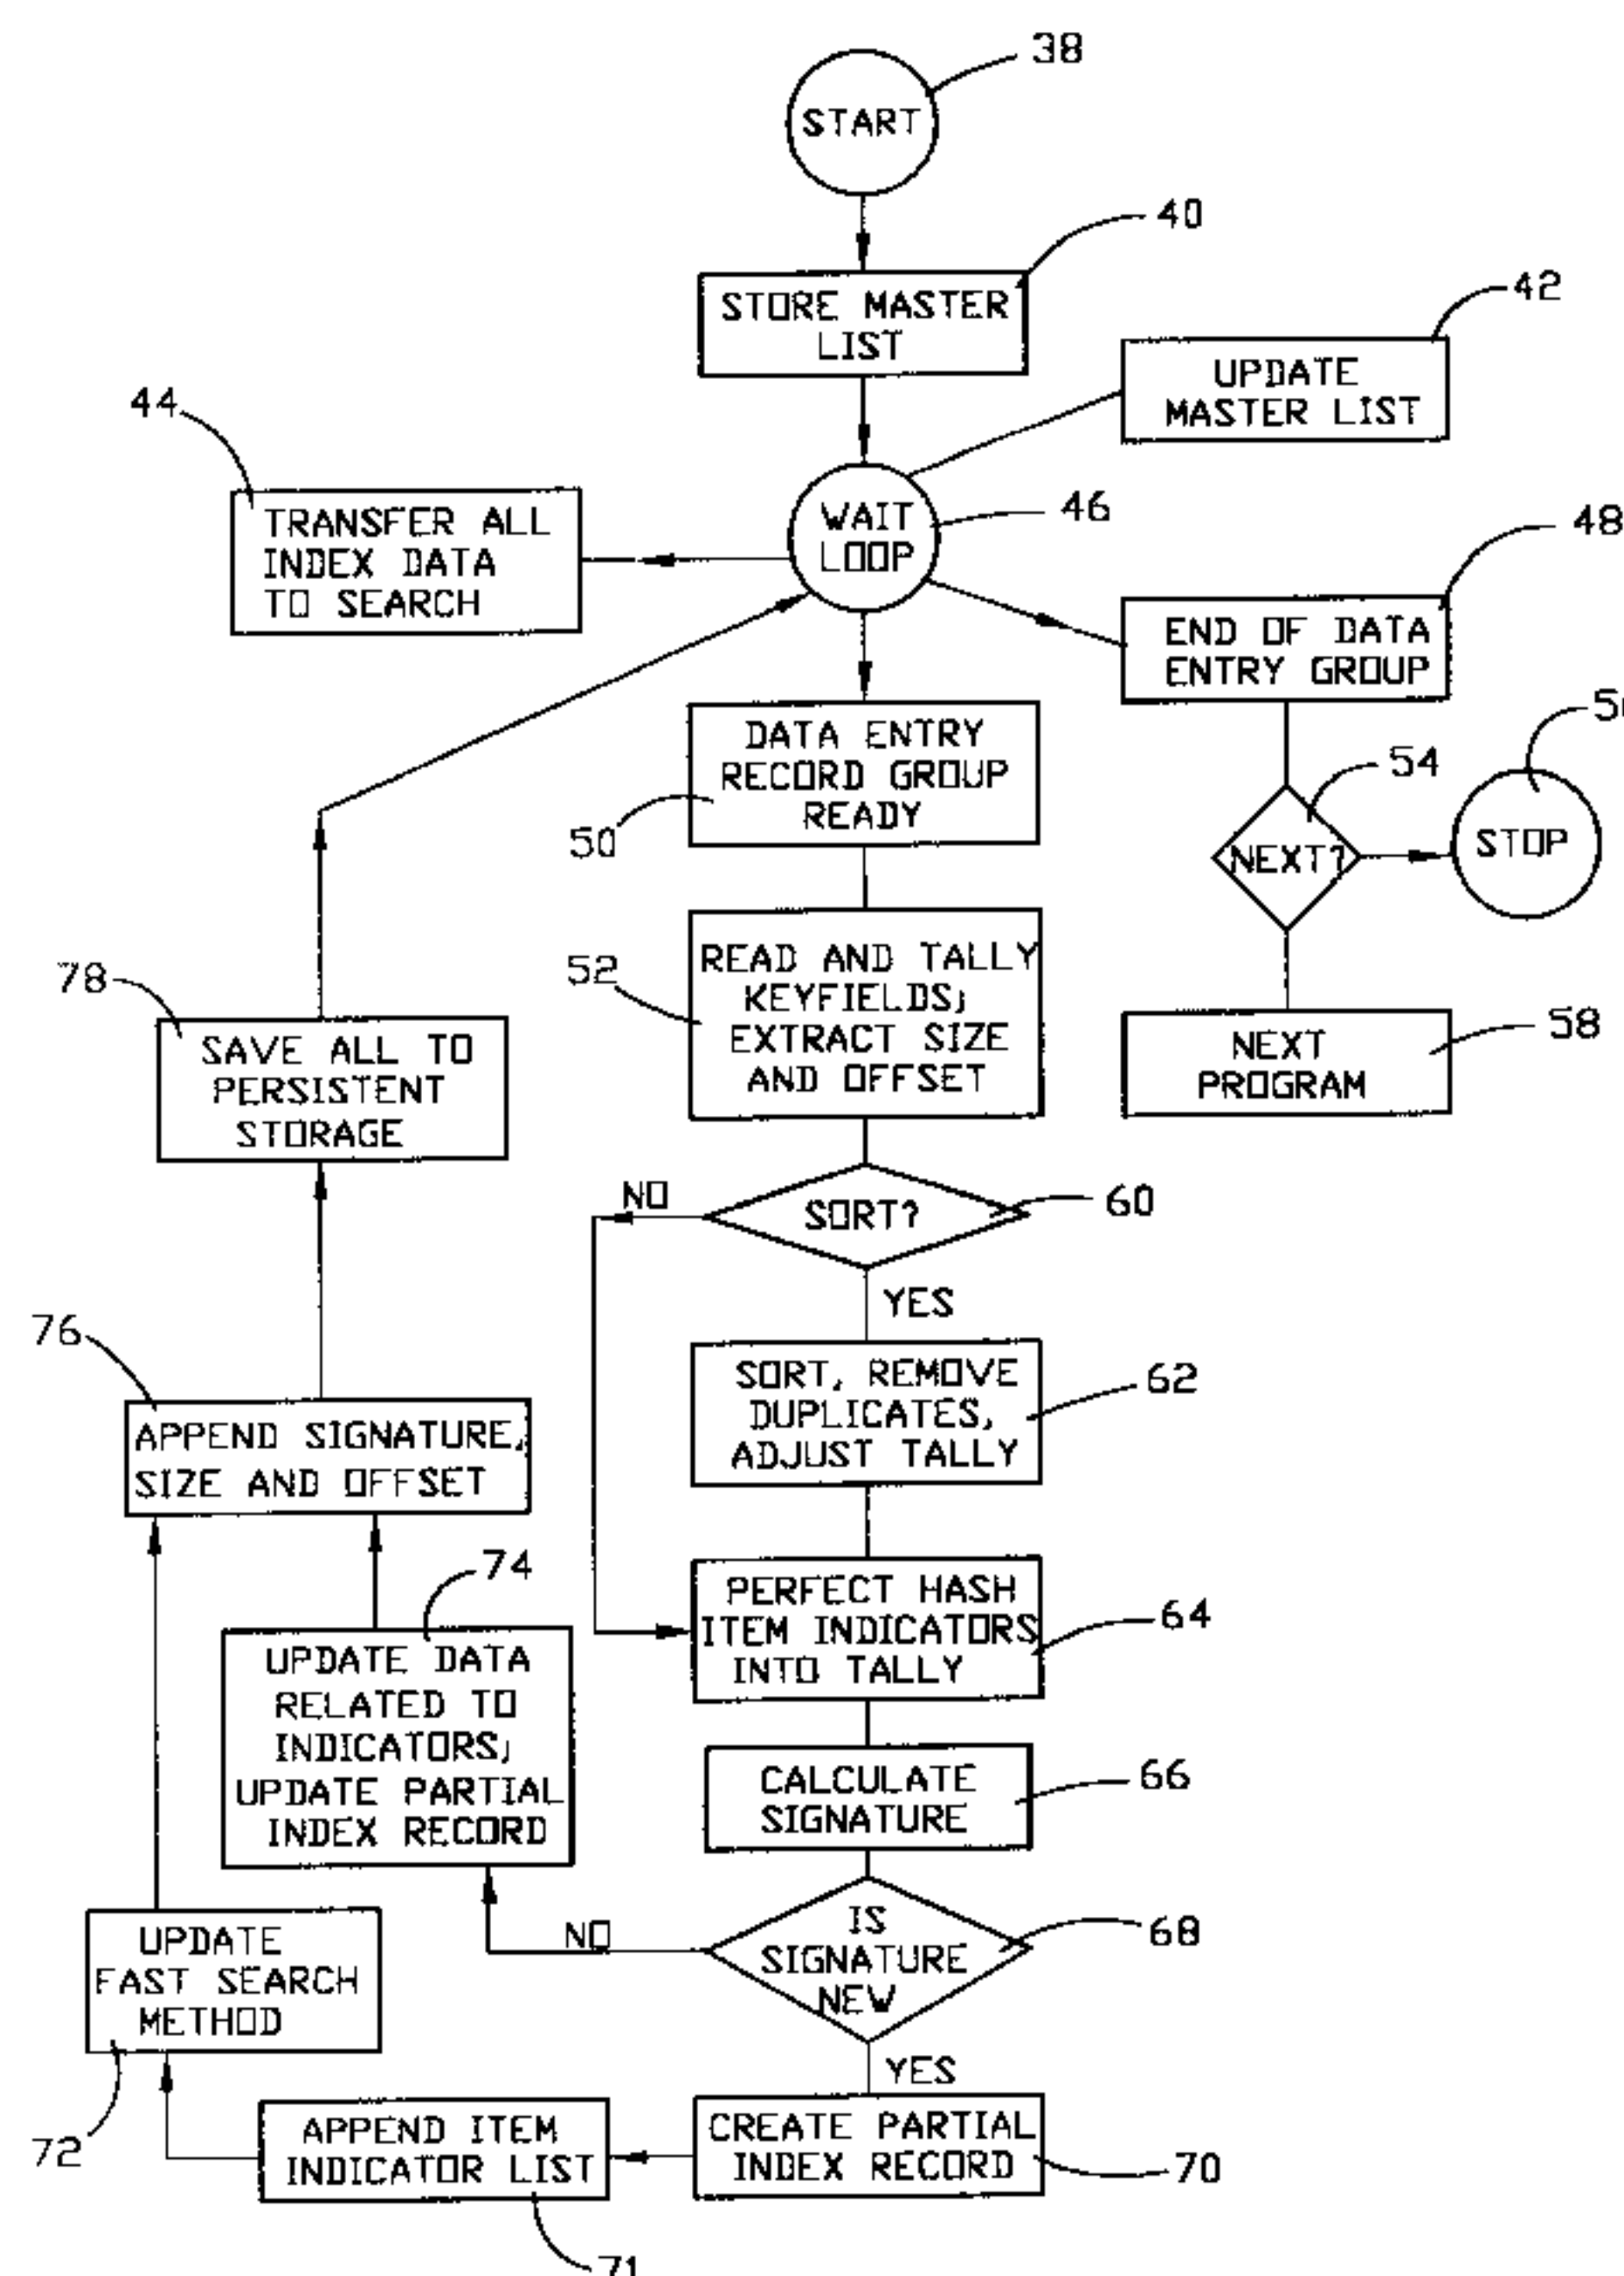 38
START
40
STORE MASTER
LIST
42
UPDATE
MASTER LIST
44
TRANSFER ALL
INDEX DATA
TO SEARCH
WAIT
LOOP
46
48
END OF DATA
ENTRY GROUP
DATA ENTRY
RECORD GROUP
READY
50
54
NEXT?
STOP
52
READ AND TALLY
KEYFIELDS;
EXTRACT SIZE
AND OFFSET
58
NEXT
PROGRAM
78
SAVE ALL TO
PERSISTENT
STORAGE
NO
SORT?
60
YES
76
APPEND SIGNATURE,
SIZE AND OFFSET
SORT, REMOVE
DUPLICATES,
ADJUST TALLY
62
74
UPDATE DATA
RELATED TO
INDICATORS;
UPDATE PARTIAL
INDEX RECORD
PERFECT HASH
ITEM INDICATORS
INTO TALLY
64
CALCULATE
SIGNATURE
66
NO
IS
SIGNATURE
NEW
68
YES
UPDATE
FAST SEARCH
METHOD
72
APPEND ITEM
INDICATOR LIST
71
CREATE PARTIAL
INDEX RECORD
70